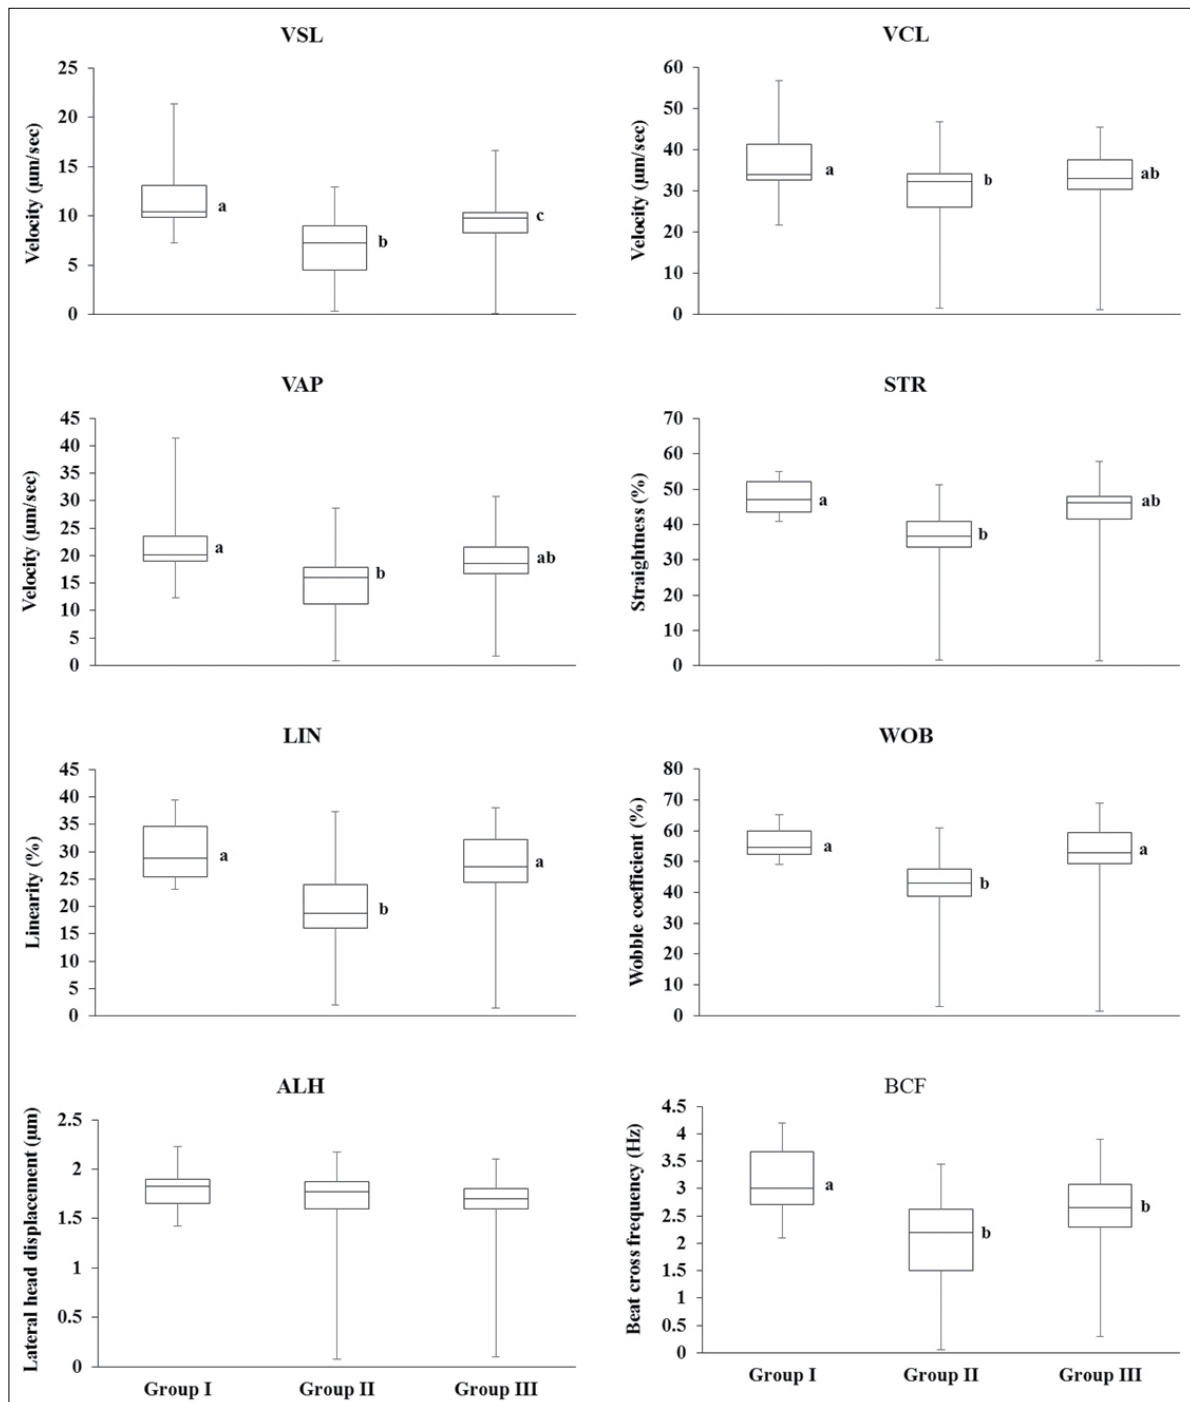 VSL
25
20
15
10
5
0
Velocity (µm/sec)
a
b
c
VCL
60
50
40
30
20
10
0
Velocity (µm/sec)
a
b
ab
VAP
45
40
35
30
25
20
15
10
5
0
Velocity (µm/sec)
a
b
ab
STR
70
60
50
40
30
20
10
0
Straightness (%)
a
b
ab
LIN
45
40
35
30
25
20
15
10
5
0
Linearity (%)
a
b
a
WOB
80
70
60
50
40
30
20
10
0
Wobble coefficient (%)
a
b
a
ALH
2.5
2
1.5
1
0.5
0
Lateral head displacement (µm)
Group I Group II Group III
BCF
4.5
4
3.5
3
2.5
2
1.5
1
0.5
0
Beat cross frequency (Hz)
a
b
b
Group I Group II Group III